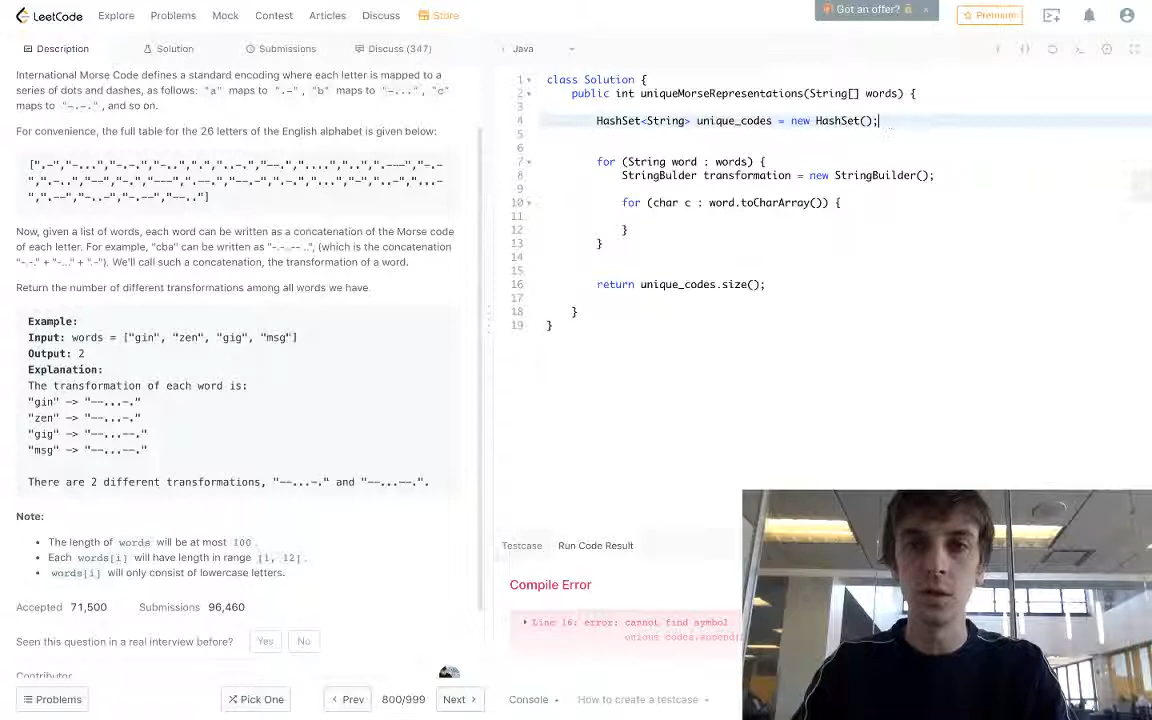 LeetCode Explore Problems Mock Contest Articles Discuss Store
Got an offer? ×
Premium
Description Solution Submissions Discuss (347)
International Morse Code defines a standard encoding where each letter is mapped to a
series of dots and dashes, as follows: "a" maps to ".-", "b" maps to "-...", "c"
maps to "-.-.", and so on.
For convenience, the full table for the 26 letters of the English alphabet is given below:
[".-","-...","-.-.","-..",".","..-.","--.","....","..",".---","-.-
",".-..","--","-.","---",".--.","--.-",".-.","...","-","..-","...-
",".--","-..-","-.--","--.."]
Now, given a list of words, each word can be written as a concatenation of the Morse code
of each letter. For example, "cba" can be written as "-.-..--..", (which is the concatenation
"-.-." + "-..." + ".-"). We'll call such a concatenation, the transformation of a word.
Return the number of different transformations among all words we have.
Example:
Input: words = ["gin", "zen", "gig", "msg"]
Output: 2
Explanation:
The transformation of each word is:
"gin" -> "--...-."
"zen" -> "--...-."
"gig" -> "--...--."
"msg" -> "--...--."
There are 2 different transformations, "--...-." and "--...--.".
Note:
• The length of words will be at most 100.
• Each words[i] will have length in range [1, 12].
• words[i] will only consist of lowercase letters.
Accepted 71,500 Submissions 96,460
Seen this question in a real interview before? Yes No
Contributor
Problems Pick One < Prev 800/999 Next >
Java
1 class Solution {
2 public int uniqueMorseRepresentations(String[] words) {
3
4 HashSet<String> unique_codes = new HashSet();
5
6
7 for (String word : words) {
8 StringBulder transformation = new StringBuilder();
9
10 for (char c : word.toCharArray()) {
11
12 }
13 }
14
15
16 return unique_codes.size();
17
18 }
19 }
Testcase Run Code Result
Compile Error
Line 16: error: cannot find symbol
unique_codes.append(
Console How to create a testcase